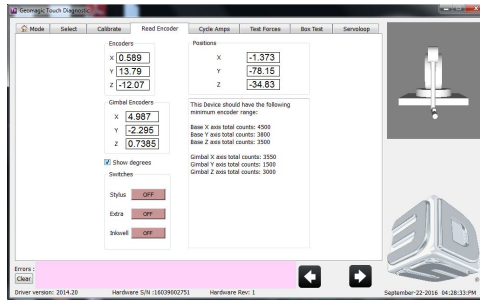 Geomagic Touch Diagnostic
Mode Select Calibrate Read Encoder Cycle Amps Test Forces Box Test Servoloop
Encoders
X 0.589
Y 13.79
Z -12.07
Positions
X -1.373
Y -78.15
Z -34.83
Gimbal Encoders
X 4.987
Y -2.295
Z 0.7385
Show degrees
Switches
Stylus OFF
Extra OFF
Inkwell OFF
This Device should have the following
minimum encoder range:
Base X axis total counts: 4500
Base Y axis total counts: 3800
Base Z axis total counts: 3500
Gimbal X axis total counts: 3550
Gimbal Y axis total counts: 1500
Gimbal Z axis total counts: 3000
Errors :
Clear
Driver version: 2014.20 Hardware S/N :16039002751 Hardware Rev: 1 September-22-2016 04:28:33:PM
3DS